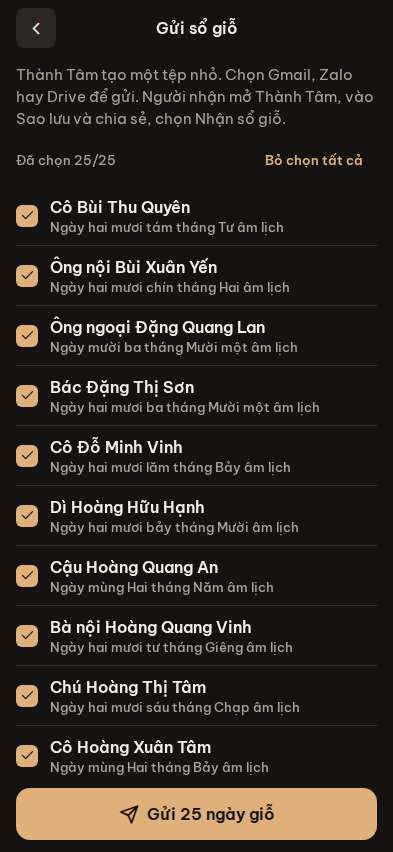 Gửi sổ giỗ
Thành Tâm tạo một tệp nhỏ. Chọn Gmail, Zalo
hay Drive để gửi. Người nhận mở Thành Tâm, vào
Sao lưu và chia sẻ, chọn Nhận sổ giỗ.
Đã chọn 25/25
Bỏ chọn tất cả
Cô Bùi Thu Quyên
Ngày hai mươi tám tháng Tư âm lịch
Ông nội Bùi Xuân Yến
Ngày hai mươi chín tháng Hai âm lịch
Ông ngoại Đặng Quang Lan
Ngày mười ba tháng Mười một âm lịch
Bác Đặng Thị Sơn
Ngày hai mươi ba tháng Mười một âm lịch
Cô Đỗ Minh Vinh
Ngày hai mươi lăm tháng Bảy âm lịch
Dì Hoàng Hữu Hạnh
Ngày hai mươi bảy tháng Mười âm lịch
Cậu Hoàng Quang An
Ngày mùng Hai tháng Năm âm lịch
Bà nội Hoàng Quang Vinh
Ngày hai mươi tư tháng Giêng âm lịch
Chú Hoàng Thị Tâm
Ngày hai mươi sáu tháng Chạp âm lịch
Cô Hoàng Xuân Tâm
Ngày mùng Hai tháng Bảy âm lịch
Gửi 25 ngày giỗ